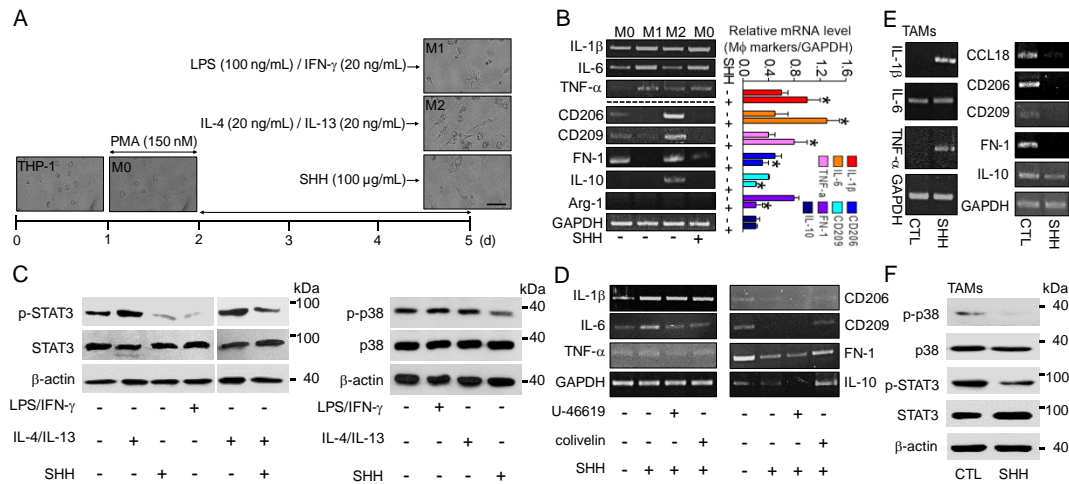 A
LPS (100 ng/mL) / IFN-γ (20 ng/mL)
M1
IL-4 (20 ng/mL) / IL-13 (20 ng/mL)
M2
PMA (150 nM)
THP-1
M0
SHH (100 µg/mL)
0 1 2 3 4 5 (d)
B
M0 M1 M2 M0
IL-1β
IL-6
TNF-α
CD206
CD209
FN-1
IL-10
Arg-1
GAPDH
SHH - - - +
Relative mRNA level
(Mϕ markers/GAPDH)
SHH
0 0.4 0.8 1.2 1.6
- + - + - + - + - + - + - +
* * * * * *
IL-1β
IL-6
TNF-a
CD206
CD209
FN-1
IL-10
C
kDa
p-STAT3 100
STAT3 100
β-actin 40
LPS/IFN-γ - - - + - -
IL-4/IL-13 - + - - + +
SHH - - + - - +
kDa
p-p38 40
p38 40
β-actin 40
LPS/IFN-γ - + - -
IL-4/IL-13 - - + -
SHH - - - +
D
IL-1β
IL-6
TNF-α
GAPDH
CD206
CD209
FN-1
IL-10
U-46619 - - + - - - + -
colivelin - - - + - - - +
SHH - + + + - + + +
E
TAMs
IL-1β
IL-6
TNF-α
GAPDH
CTL SHH
CCL18
CD206
CD209
FN-1
IL-10
GAPDH
CTL SHH
F
TAMs kDa
p-p38 40
p38 40
p-STAT3 100
STAT3 100
β-actin 40
CTL SHH